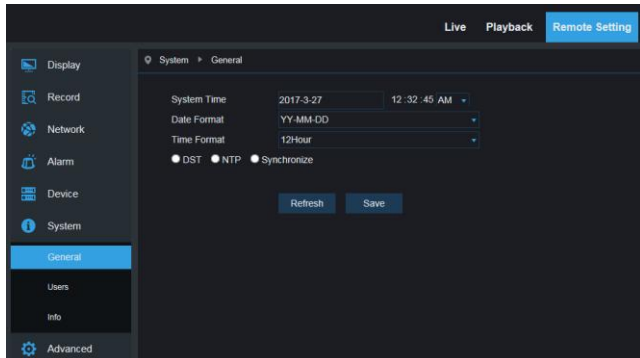 Live Playback Remote Setting
System General
Display
Record
Network
Alarm
Device
System
General
Users
Info
Advanced
System Time 2017-3-27 12:32:45 AM
Date Format YY-MM-DD
Time Format 12Hour
DST NTP Synchronize
Refresh Save